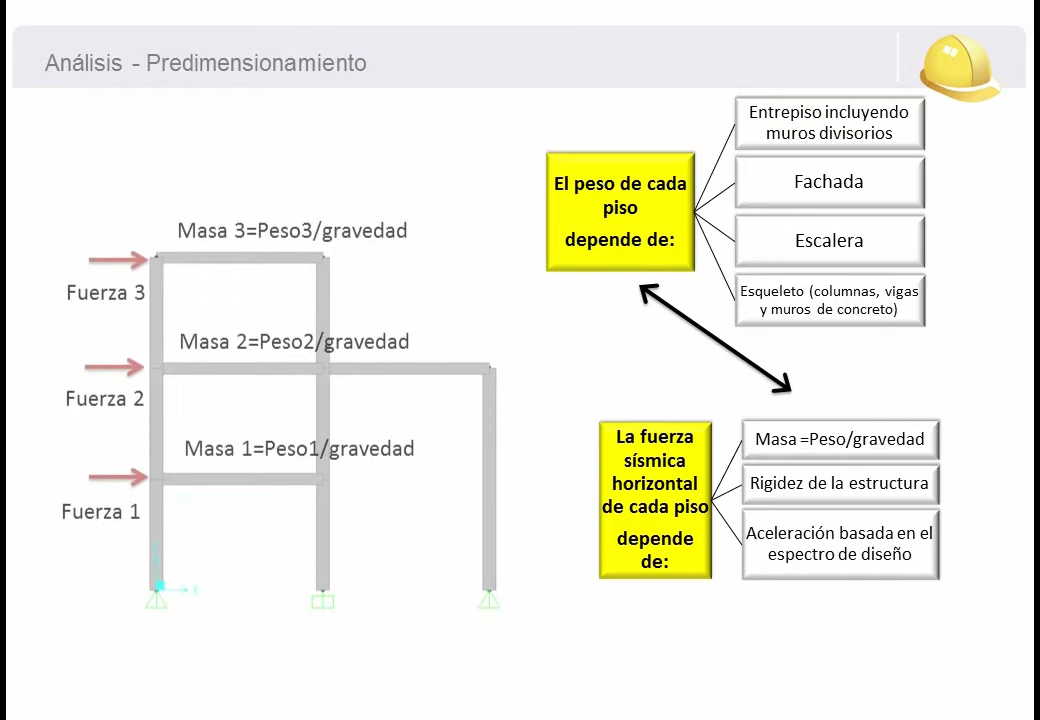 Análisis - Predimensionamiento
Masa 3=Peso3/gravedad
Fuerza 3
Masa 2=Peso2/gravedad
Fuerza 2
Masa 1=Peso1/gravedad
Fuerza 1
El peso de cada
piso
depende de:
Entrepiso incluyendo
muros divisorios
Fachada
Escalera
Esqueleto (columnas, vigas
y muros de concreto)
La fuerza
sísmica
horizontal
de cada piso
depende
de:
Masa =Peso/gravedad
Rigidez de la estructura
Aceleración basada en el
espectro de diseño